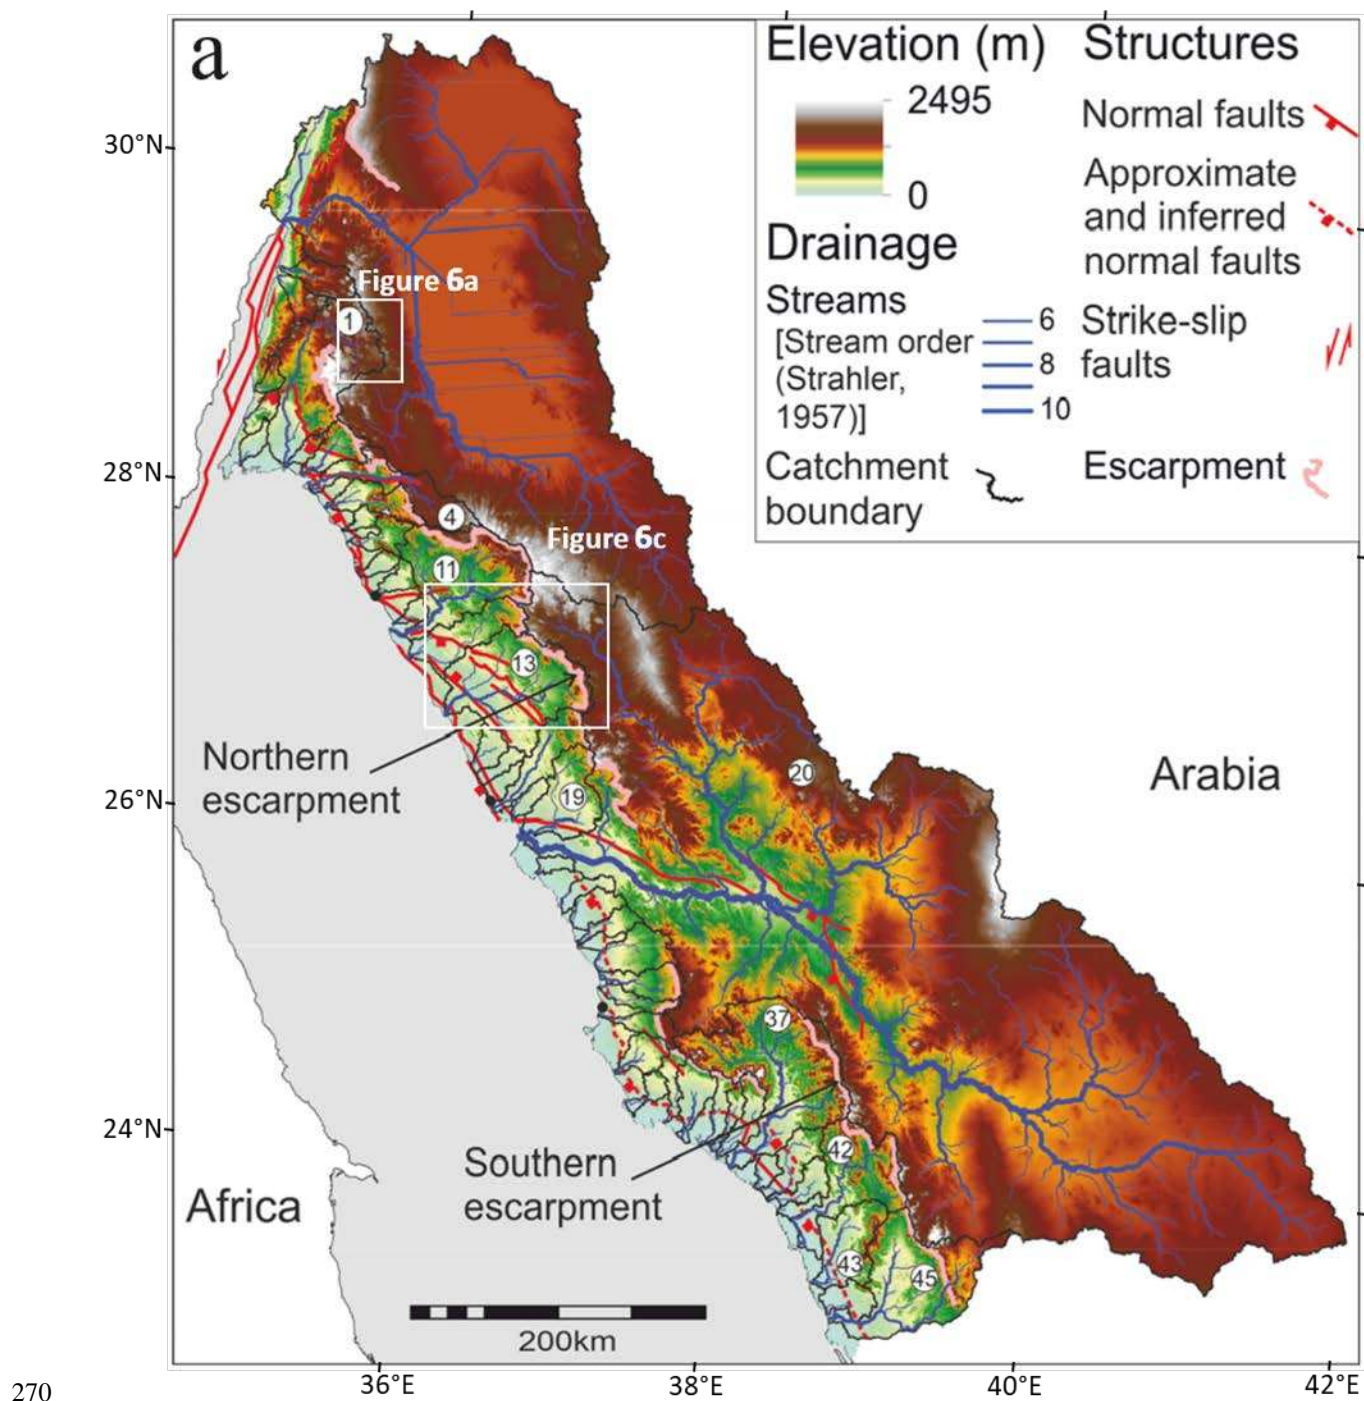 a
Elevation (m)
2495
0
Drainage
Streams
[Stream order
(Strahler,
1957)]
6
8
10
Catchment
boundary
Structures
Normal faults
Approximate
and inferred
normal faults
Strike-slip
faults
Escarpment
30°N
28°N
26°N
24°N
Figure 6a
1
4
Figure 6c
11
13
Northern
escarpment
19
20
Arabia
37
Southern
escarpment
42
43
45
Africa
200km
36°E
38°E
40°E
42°E
270